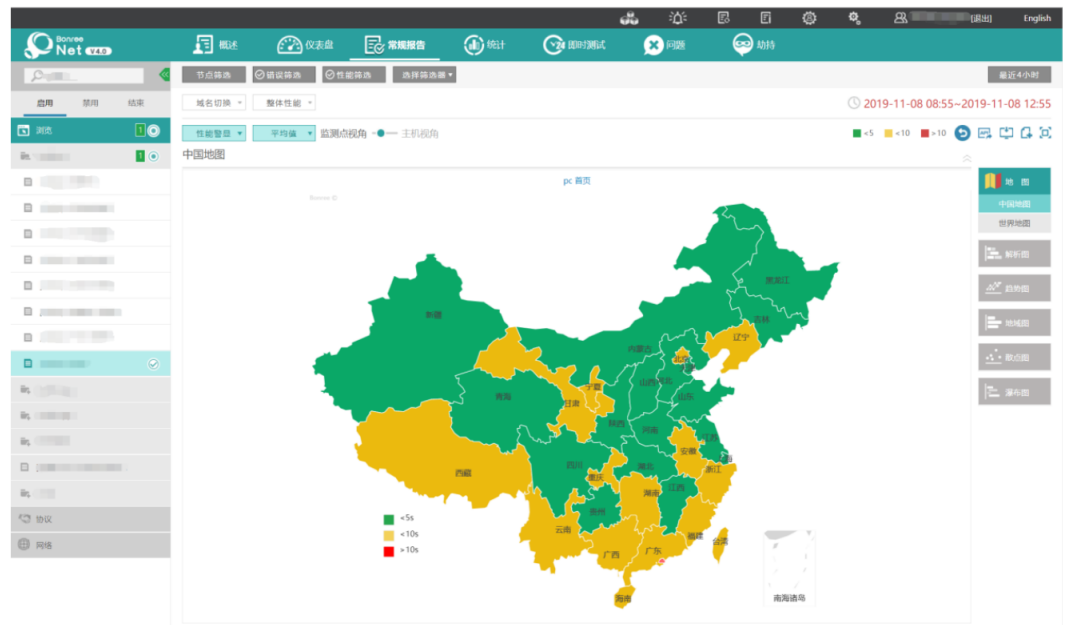 [退出] English
Bonree Net V4.0
概述 仪表盘 常规报告 统计 即时测试 问题 劫持
节点筛选 错误筛选 性能筛选 选择筛选器 最近4小时
启用 禁用 结束
域名切换 整体性能 2019-11-08 08:55~2019-11-08 12:55
浏览 1
性能警显 平均值 监测点视角 主机视角 <5 <10 >10
1
中国地图
pc 首页
Bonree ©
地 图
中国地图
世界地图
解析图
趋势图
地域图
散点图
瀑布图
黑龙江
吉林
辽宁
新疆
内蒙古
北京
天津
山西
河北
宁夏
青海
甘肃
山东
陕西
河南
江苏
安徽
上海
四川
湖北
浙江
西藏
重庆
湖南
江西
贵州
云南
福建
台湾
广西
广东
海南
南海诸岛
<5s
<10s
>10s
协议
网络